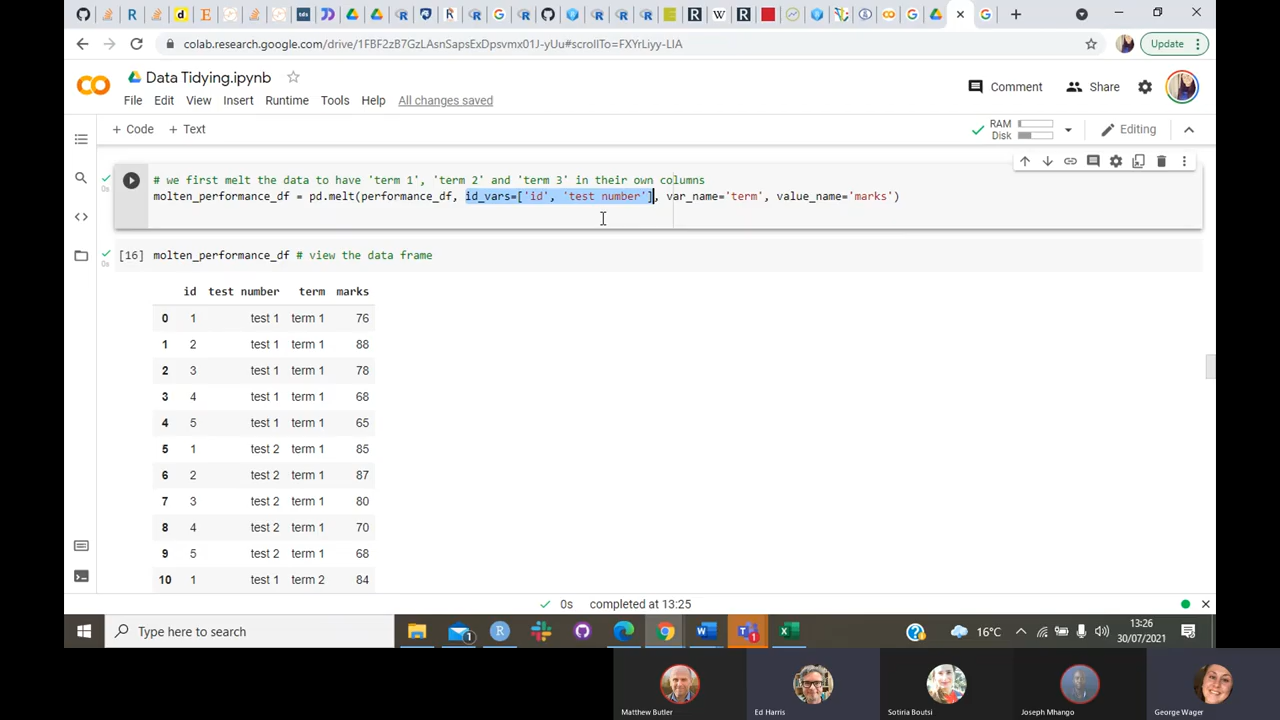 colab.research.google.com/drive/1FBF2zB7GzLAsnSapsExDpsvmx01J-yUu#scrollTo=FXYrLiyy-LIA
Update
Data Tidying.ipynb
File Edit View Insert Runtime Tools Help All changes saved
Comment Share
+ Code + Text
RAM
Disk
Editing
0s
# we first melt the data to have 'term 1', 'term 2' and 'term 3' in their own columns
molten_performance_df = pd.melt(performance_df, id_vars=['id', 'test number'], var_name='term', value_name='marks')
0s
[16] molten_performance_df # view the data frame
id test number term marks
0 1 test 1 term 1 76
1 2 test 1 term 1 88
2 3 test 1 term 1 78
3 4 test 1 term 1 68
4 5 test 1 term 1 65
5 1 test 2 term 1 85
6 2 test 2 term 1 87
7 3 test 2 term 1 80
8 4 test 2 term 1 70
9 5 test 2 term 1 68
10 1 test 1 term 2 84
0s completed at 13:25
Type here to search
16°C
13:26
30/07/2021
Matthew Butler
Ed Harris
Sotiria Boutsi
Joseph Mhango
George Wager